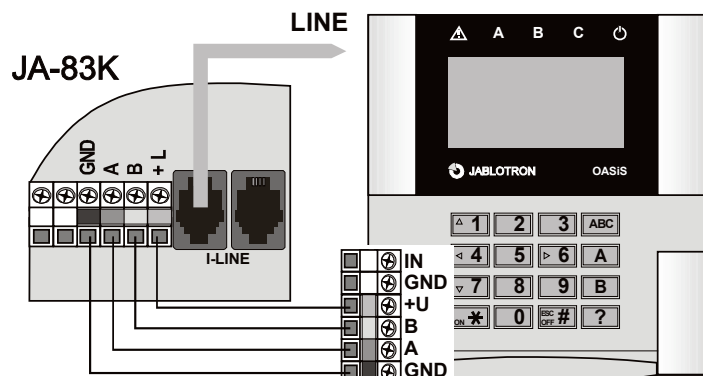 LINE
JA-83K
GND A B + L
I-LINE
IN
GND
+U
B
A
GND
A B C
JABLOTRON OASiS
1 2 3 ABC
4 5 6 A
7 8 9 B
ON * 0 ESC OFF # ?